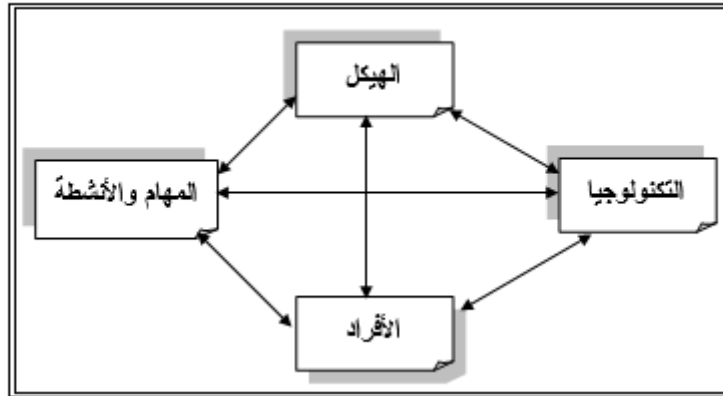 الهيكل
المهام والأنشطة
التكنولوجيا
الأفراد